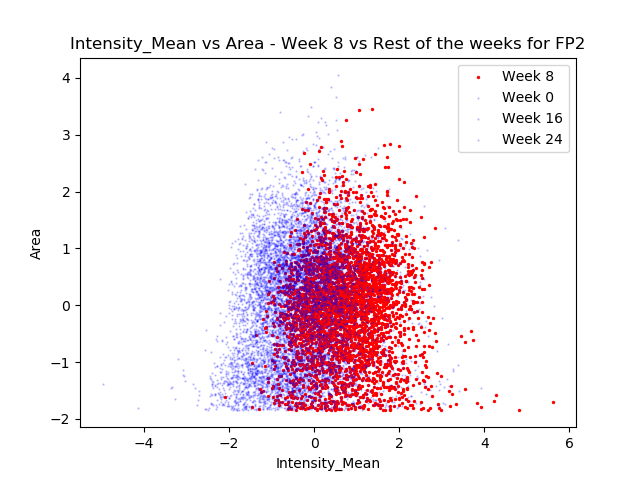 Intensity_Mean vs Area - Week 8 vs Rest of the weeks for FP2
Week 8
Week 0
Week 16
Week 24
4
3
2
1
0
−1
−2
Area
−4 −2 0 2 4 6
Intensity_Mean